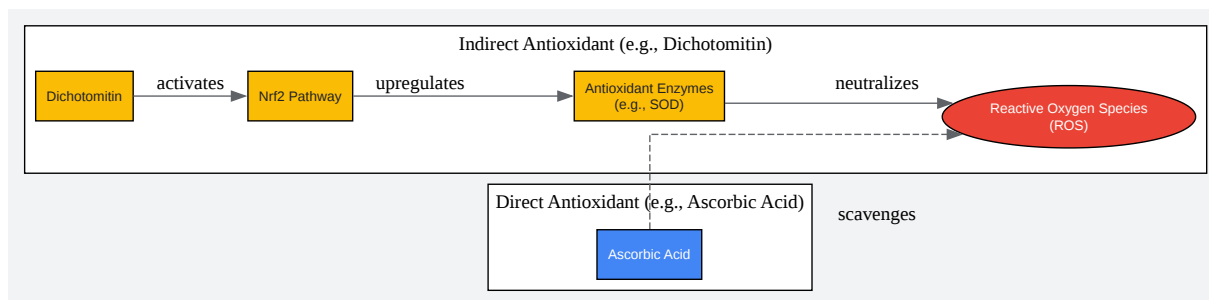 Indirect Antioxidant (e.g., Dichotomitin)
Dichotomitin
activates
Nrf2 Pathway
upregulates
Antioxidant Enzymes
(e.g., SOD)
neutralizes
Reactive Oxygen Species
(ROS)
Direct Antioxidant (e.g., Ascorbic Acid)
scavenges
Ascorbic Acid